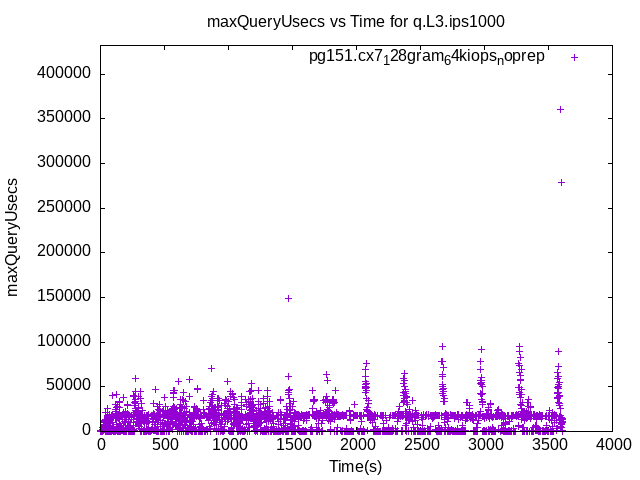 maxQueryUsecs vs Time for q.L3.ips1000
pg151.cx7₁28gram₆4kiops_noprep
400000
350000
300000
250000
200000
150000
100000
50000
0
maxQueryUsecs
0 500 1000 1500 2000 2500 3000 3500 4000
Time(s)